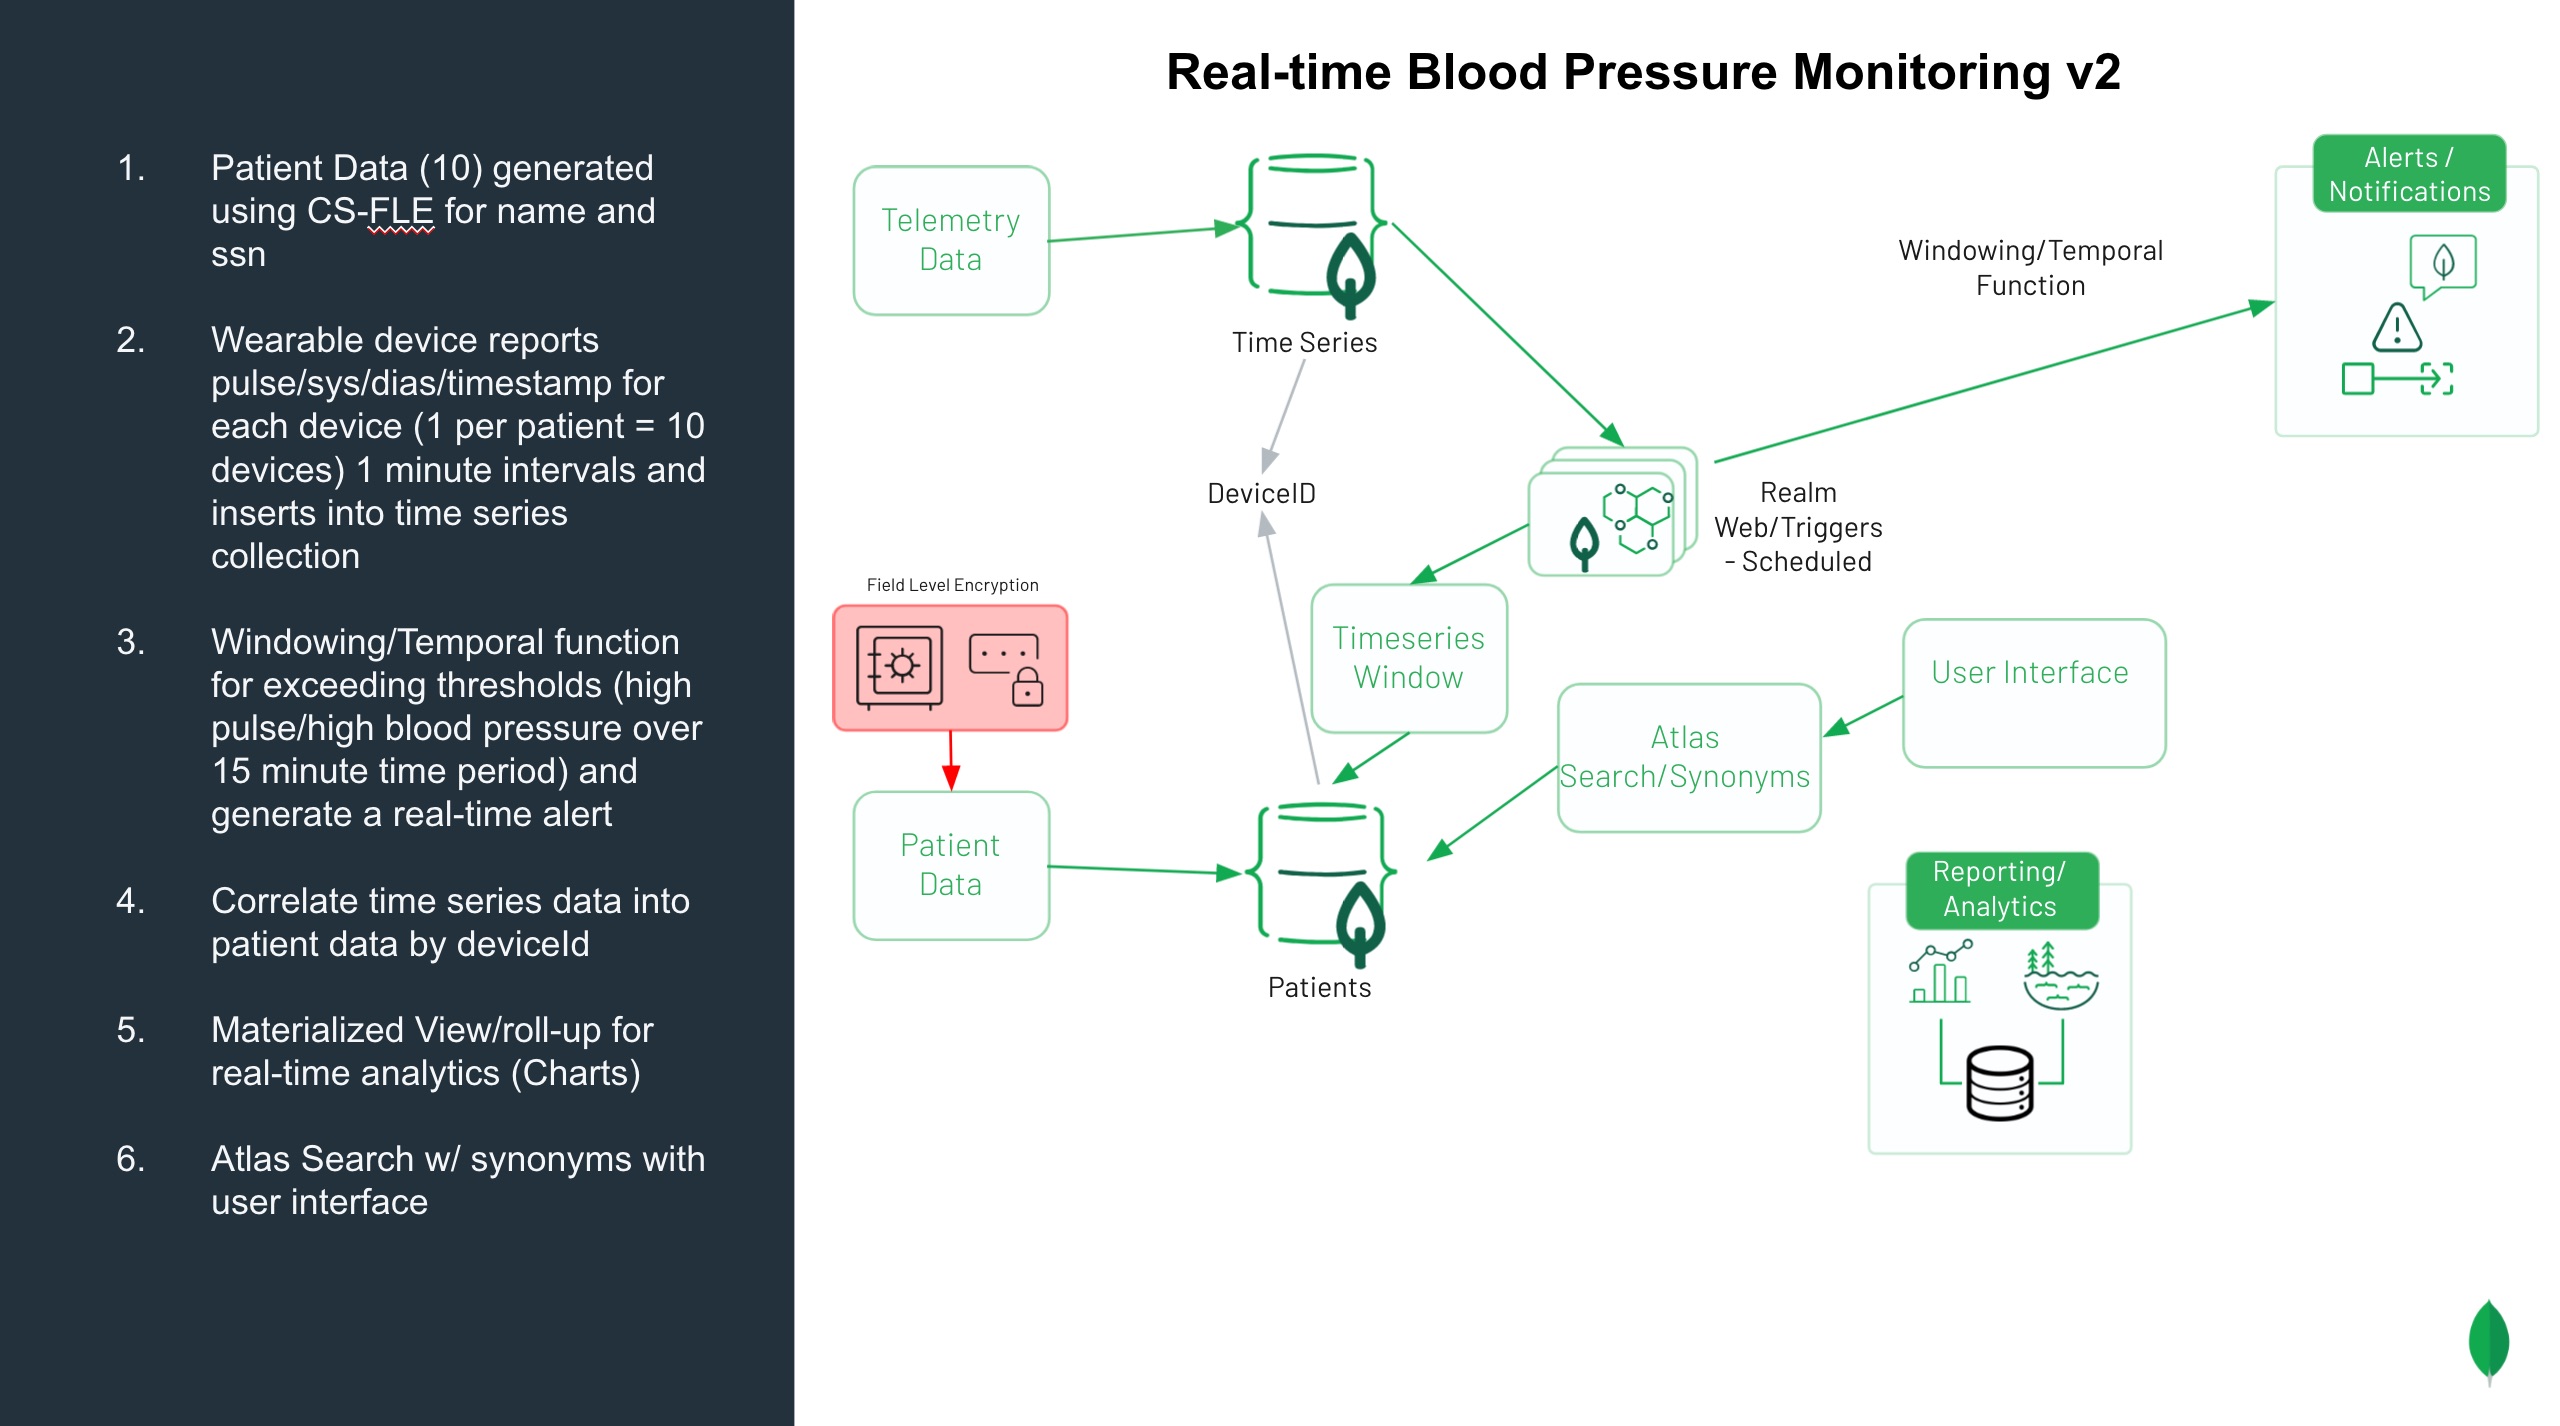 Real-time Blood Pressure Monitoring v2
1. Patient Data (10) generated
using CS-FLE for name and
ssn
2. Wearable device reports
pulse/sys/dias/timestamp for
each device (1 per patient = 10
devices) 1 minute intervals and
inserts into time series
collection
3. Windowing/Temporal function
for exceeding thresholds (high
pulse/high blood pressure over
15 minute time period) and
generate a real-time alert
4. Correlate time series data into
patient data by deviceId
5. Materialized View/roll-up for
real-time analytics (Charts)
6. Atlas Search w/ synonyms with
user interface
Telemetry
Data
Time Series
DeviceID
Field Level Encryption
Patient
Data
Patients
Timeseries
Window
Realm
Web/Triggers
- Scheduled
Windowing/Temporal
Function
Alerts /
Notifications
Atlas
Search/Synonyms
User Interface
Reporting/
Analytics